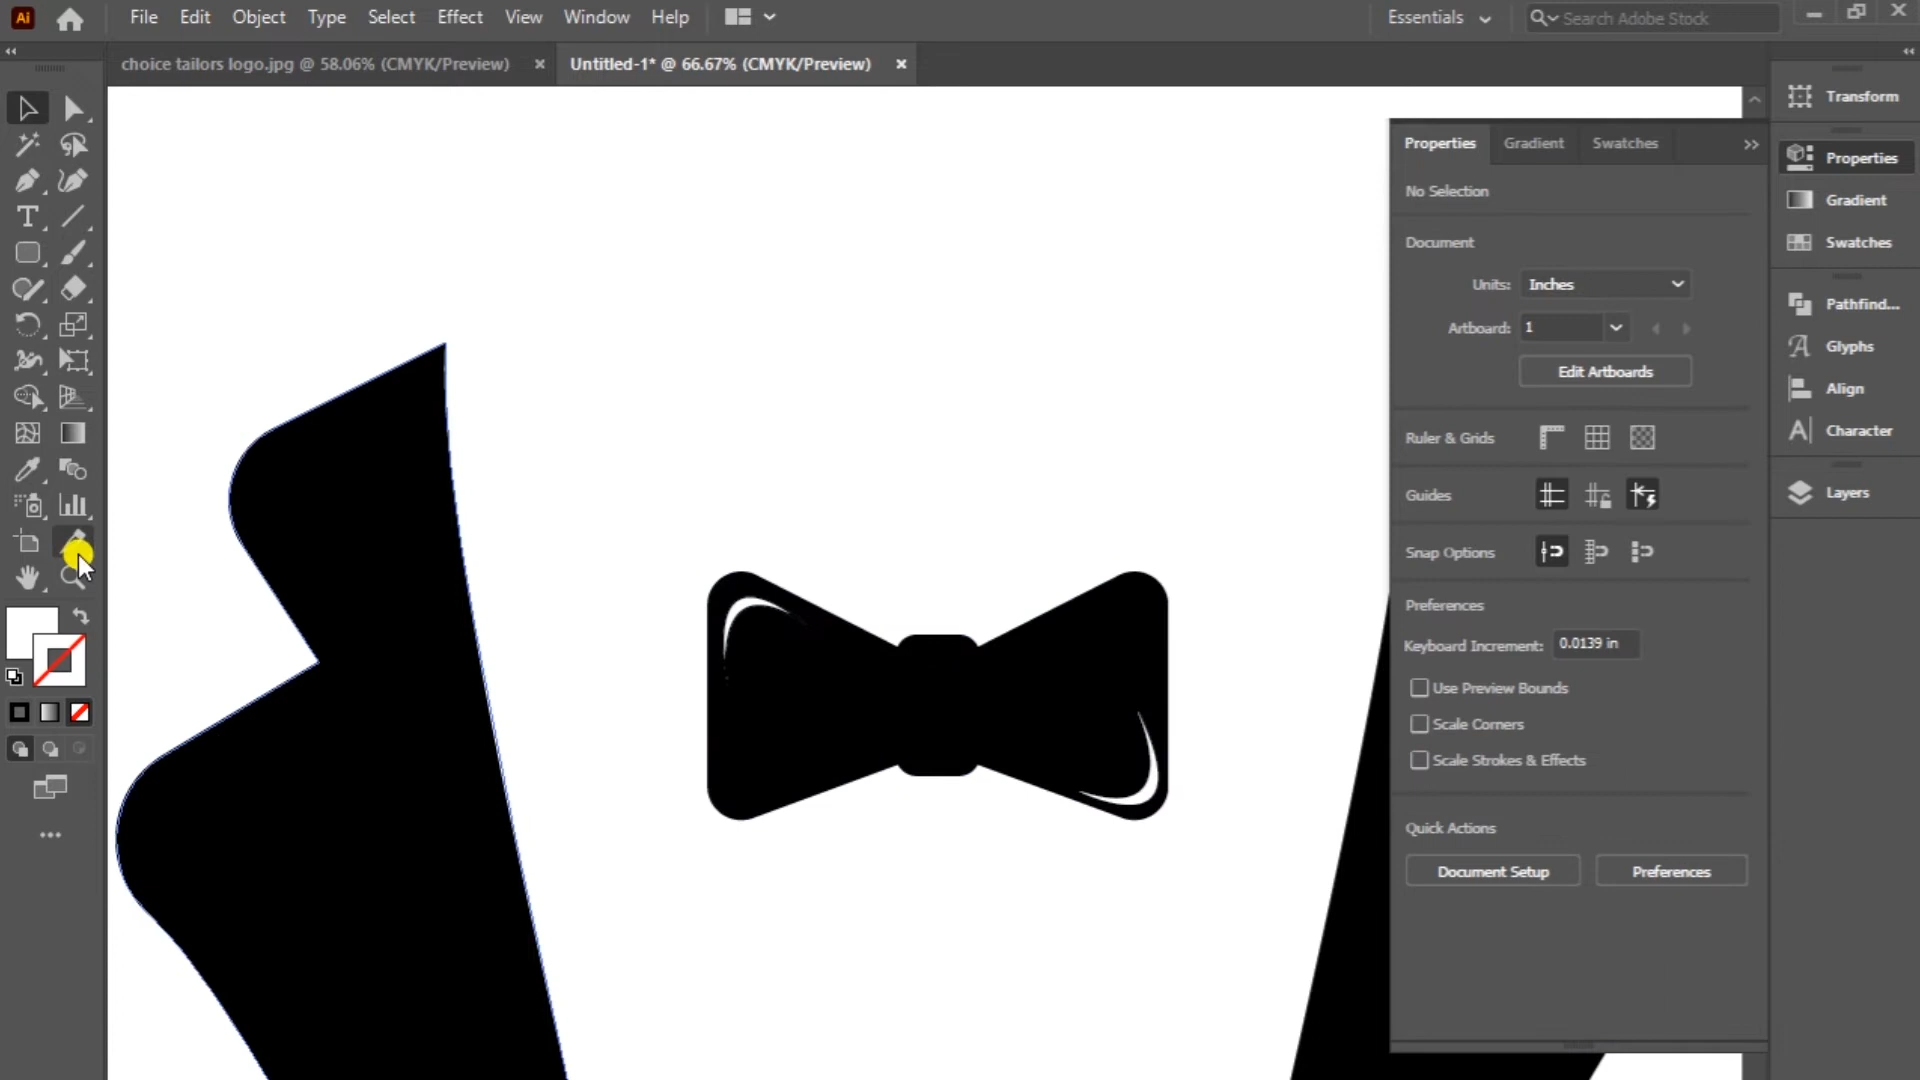 Ai File Edit Object Type Select Effect View Window Help Essentials Search Adobe Stock
choice tailors logo.jpg @ 58.06% (CMYK/Preview) Untitled-1* @ 66.67% (CMYK/Preview)
Properties Gradient Swatches
No Selection
Document
Units: Inches
Artboard: 1
Edit Artboards
Ruler & Grids
Guides
Snap Options
Preferences
Keyboard Increment: 0.0139 in
Use Preview Bounds
Scale Corners
Scale Strokes & Effects
Quick Actions
Document Setup Preferences
Transform
Properties
Gradient
Swatches
Pathfind...
Glyphs
Align
Character
Layers